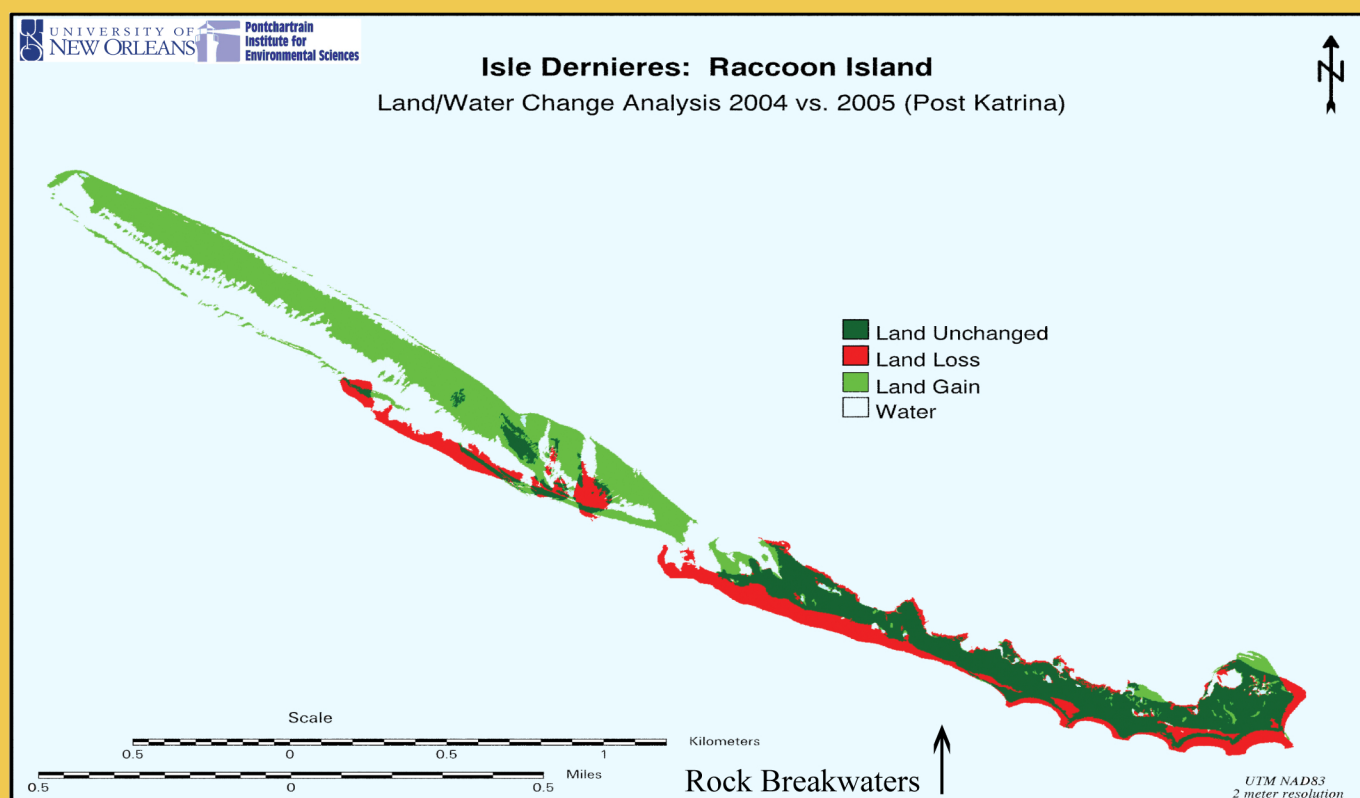 UNIVERSITY OF
NEW ORLEANS
Pontchartrain
Institute for
Environmental Sciences
Isle Dernieres: Raccoon Island
Land/Water Change Analysis 2004 vs. 2005 (Post Katrina)
N
Land Unchanged
Land Loss
Land Gain
Water
Scale
Kilometers
0.5 0 0.5 1
Miles
0.5 0 0.5
Rock Breakwaters
UTM NAD83
2 meter resolution